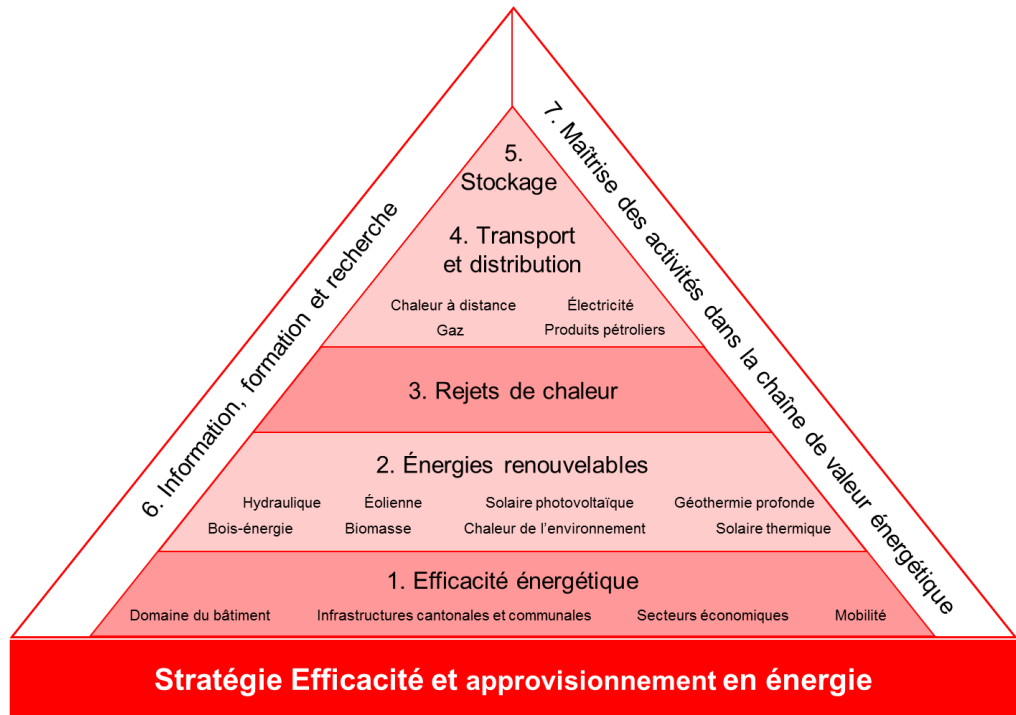 5.
Stockage
4. Transport
et distribution
Chaleur à distance Électricité
Gaz Produits pétroliers
3. Rejets de chaleur
2. Énergies renouvelables
Hydraulique Éolienne Solaire photovoltaïque Géothermie profonde
Bois-énergie Biomasse Chaleur de l’environnement Solaire thermique
1. Efficacité énergétique
Domaine du bâtiment Infrastructures cantonales et communales Secteurs économiques Mobilité
6. Information, formation et recherche
7. Maîtrise des activités dans la chaîne de valeur énergétique
Stratégie Efficacité et approvisionnement en énergie